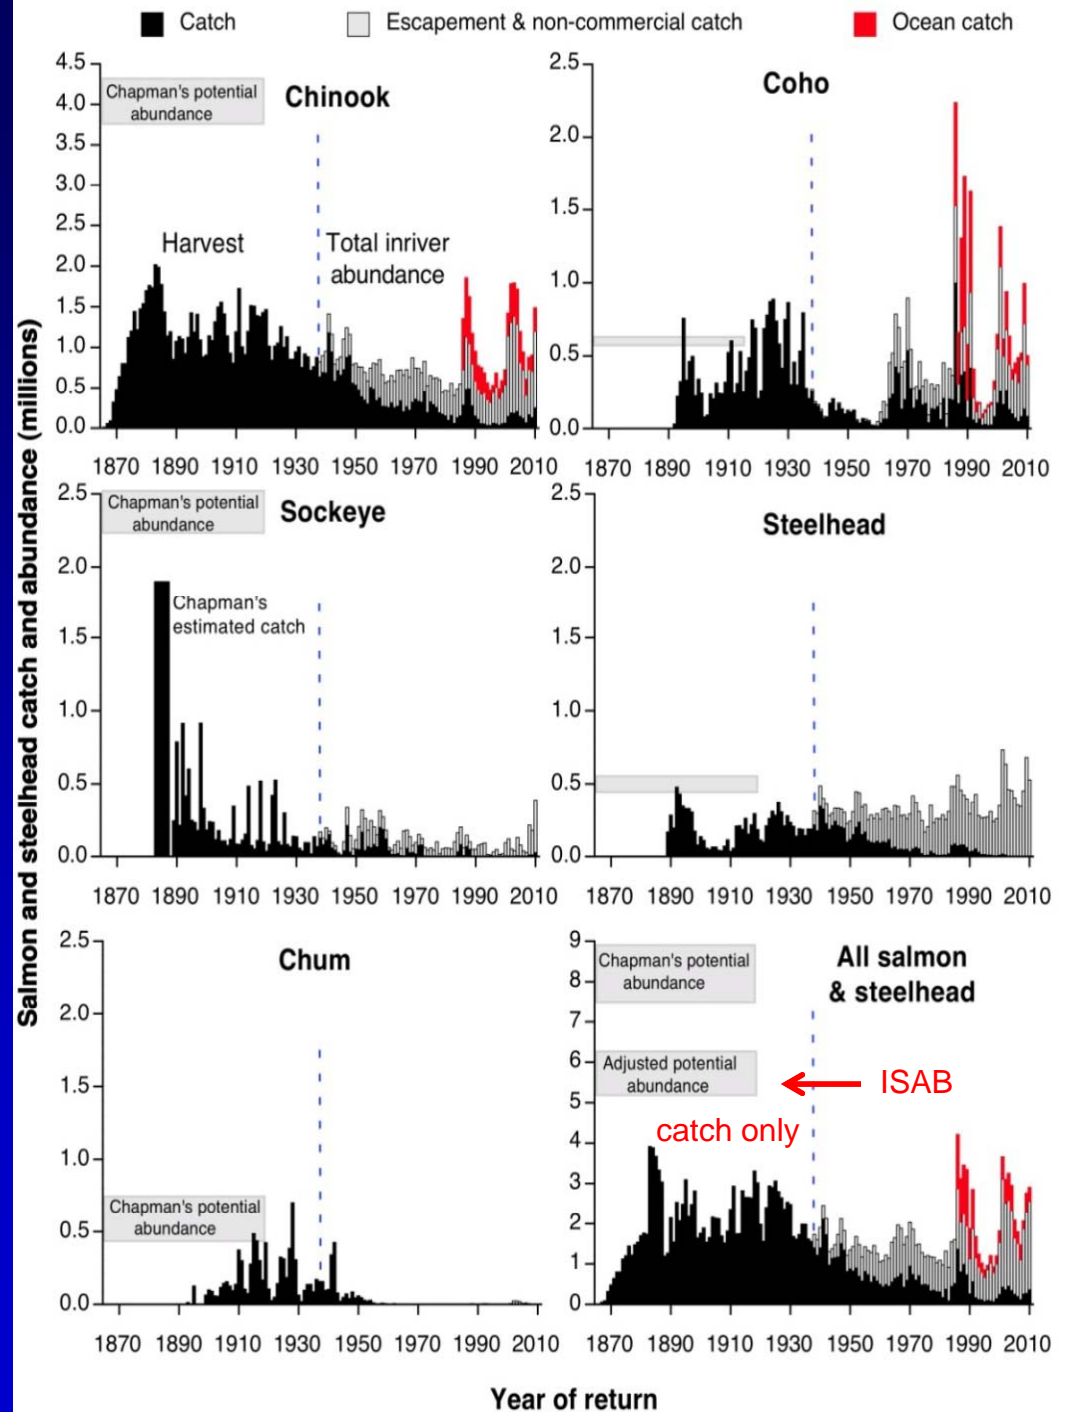 Catch
Escapement & non-commercial catch
Ocean catch
Salmon and steelhead catch and abundance (millions)
4.5
4.0
3.5
3.0
2.5
2.0
1.5
1.0
0.5
0.0
Chapman's potential
abundance
Chinook
Harvest
Total inriver
abundance
1870 1890 1910 1930 1950 1970 1990 2010
2.5
2.0
1.5
1.0
0.5
0.0
Coho
1870 1890 1910 1930 1950 1970 1990 2010
2.5
2.0
1.5
1.0
0.5
0.0
Chapman's potential
abundance
Sockeye
Chapman's
estimated catch
1870 1890 1910 1930 1950 1970 1990 2010
2.5
2.0
1.5
1.0
0.5
0.0
Steelhead
1870 1890 1910 1930 1950 1970 1990 2010
2.5
2.0
1.5
1.0
0.5
0.0
Chum
Chapman's potential
abundance
1870 1890 1910 1930 1950 1970 1990 2010
9
8
7
6
5
4
3
2
1
0
Chapman's potential
abundance
All salmon
& steelhead
Adjusted potential
abundance
ISAB
catch only
1870 1890 1910 1930 1950 1970 1990 2010
Year of return